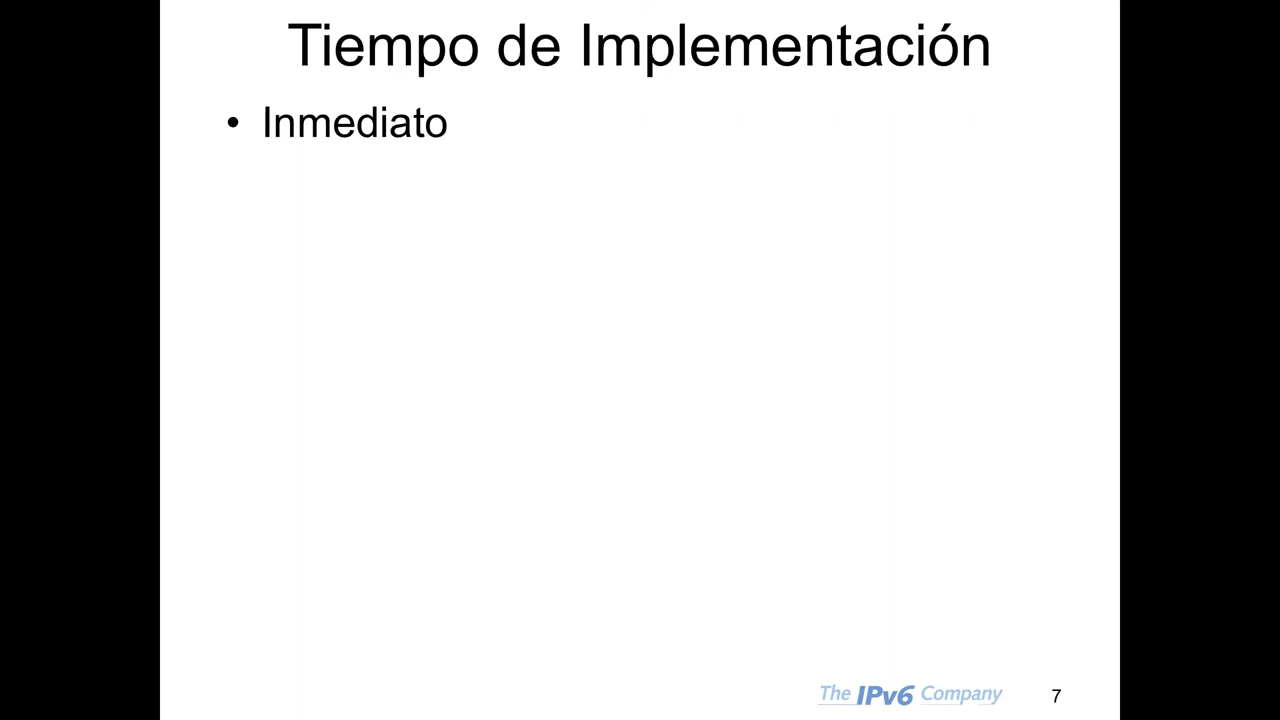 Tiempo de Implementación
• Inmediato
The IPv6 Company
7